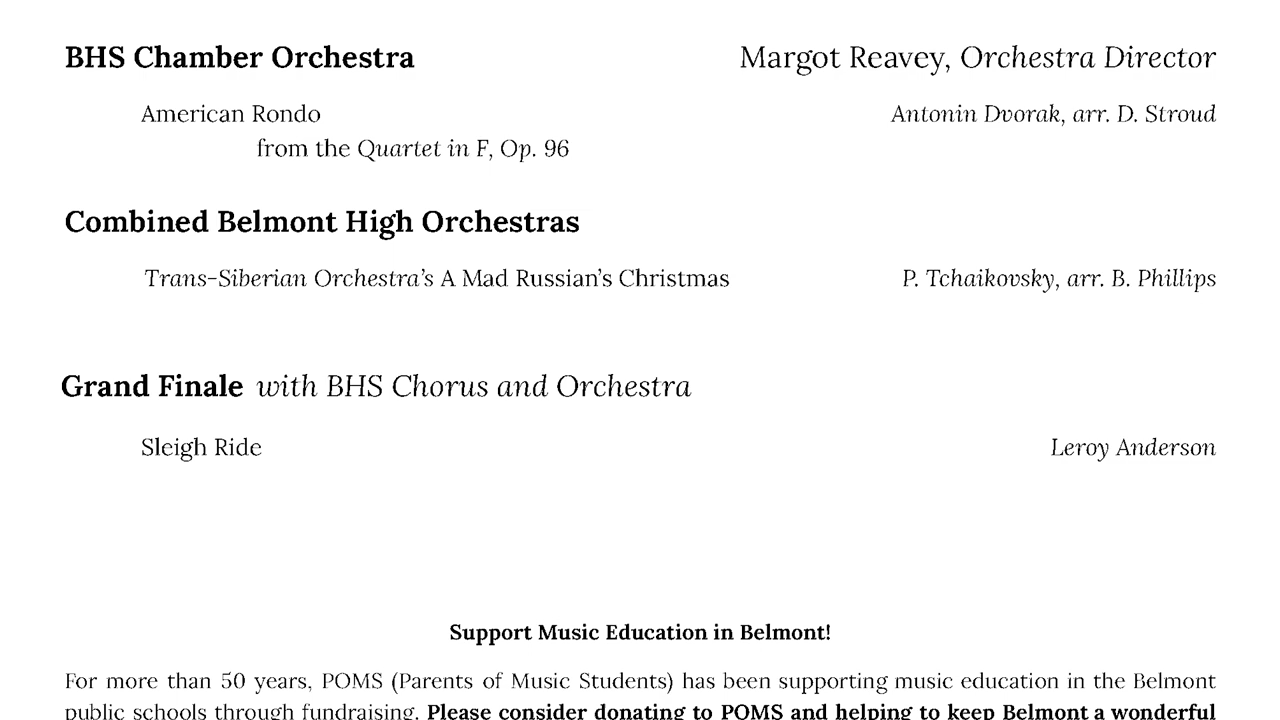 BHS Chamber Orchestra Margot Reavey, Orchestra Director
American Rondo Antonin Dvorak, arr. D. Stroud
from the Quartet in F, Op. 96
Combined Belmont High Orchestras
Trans-Siberian Orchestra's A Mad Russian's Christmas P. Tchaikovsky, arr. B. Phillips
Grand Finale with BHS Chorus and Orchestra
Sleigh Ride Leroy Anderson
Support Music Education in Belmont!
For more than 50 years, POMS (Parents of Music Students) has been supporting music education in the Belmont
public schools through fundraising. Please consider donating to POMS and helping to keep Belmont a wonderful